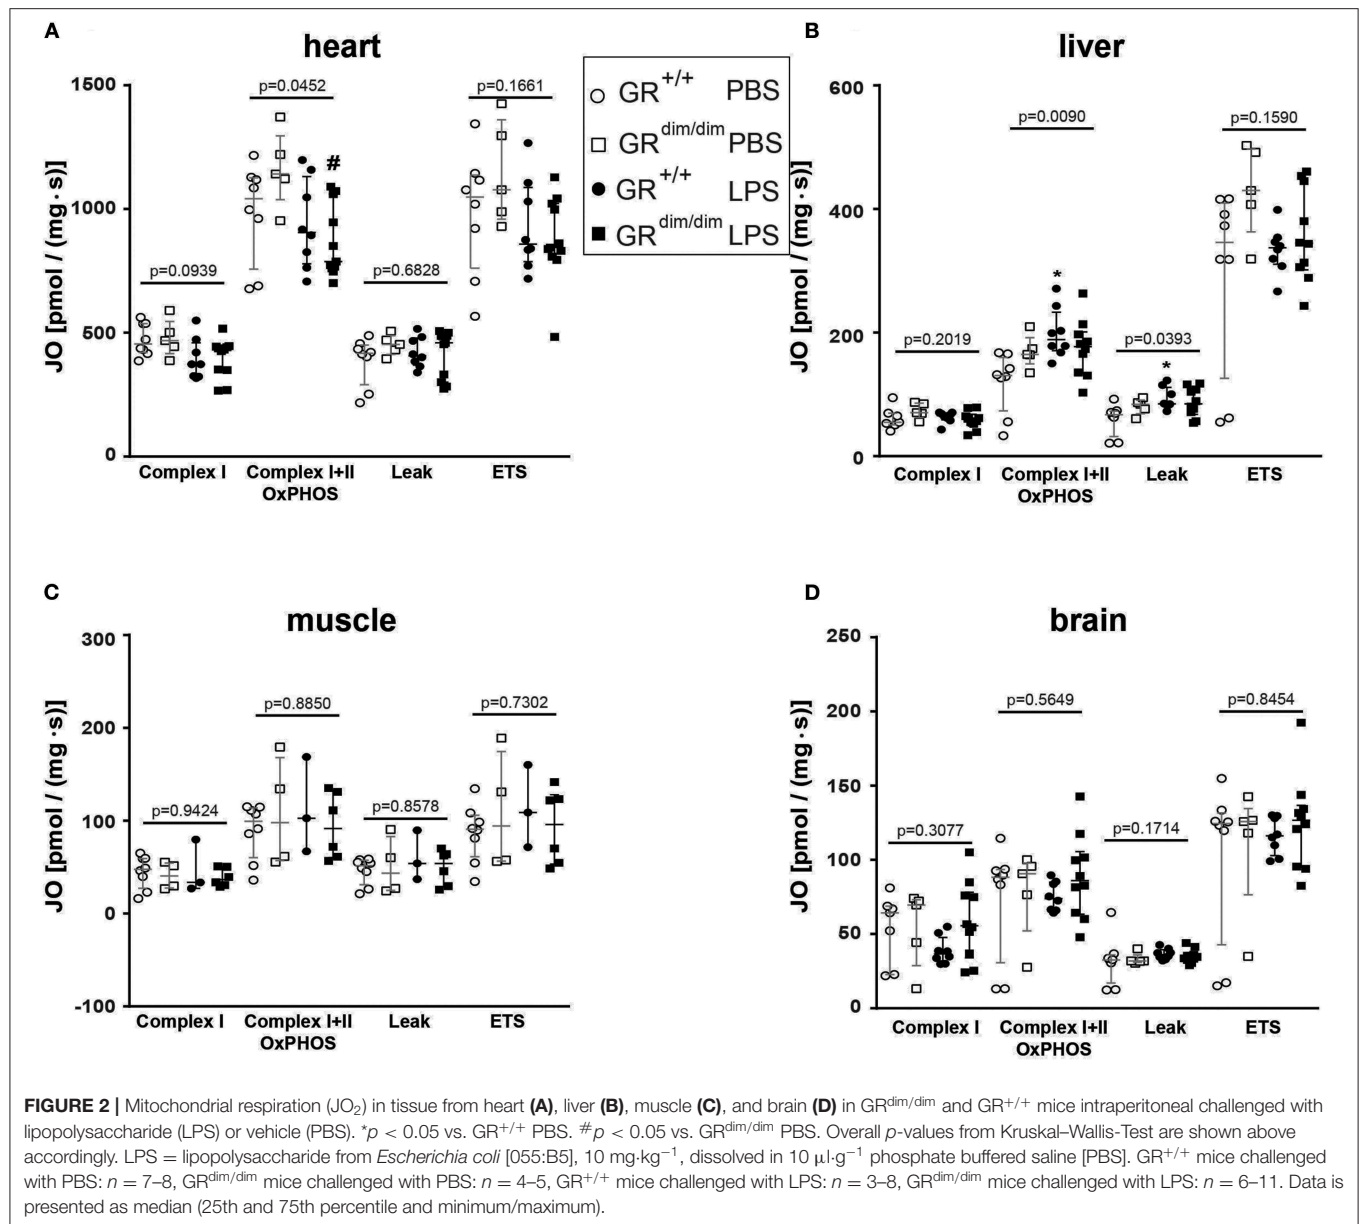 A
heart
JO [pmol / (mg·s)]
1500
1000
500
0
p=0.0939
p=0.0452
#
p=0.6828
p=0.1661
Complex I
Complex I+II
OxPHOS
Leak
ETS
GR+/+ PBS
GRdim/dim PBS
GR+/+ LPS
GRdim/dim LPS
B
liver
JO [pmol / (mg·s)]
600
400
200
0
p=0.2019
p=0.0090
*
p=0.0393
*
p=0.1590
Complex I
Complex I+II
OxPHOS
Leak
ETS
C
muscle
JO [pmol / (mg·s)]
300
200
100
0
-100
p=0.9424
p=0.8850
p=0.8578
p=0.7302
Complex I
Complex I+II
OxPHOS
Leak
ETS
D
brain
JO [pmol / (mg·s)]
250
200
150
100
50
0
p=0.3077
p=0.5649
p=0.1714
p=0.8454
Complex I
Complex I+II
OxPHOS
Leak
ETS
FIGURE 2 | Mitochondrial respiration (JO₂) in tissue from heart (A), liver (B), muscle (C), and brain (D) in GRdim/dim and GR+/+ mice intraperitoneal challenged with
lipopolysaccharide (LPS) or vehicle (PBS). *p < 0.05 vs. GR+/+ PBS. #p < 0.05 vs. GRdim/dim PBS. Overall p-values from Kruskal–Wallis-Test are shown above
accordingly. LPS = lipopolysaccharide from Escherichia coli [055:B5], 10 mg·kg⁻¹, dissolved in 10 μl·g⁻¹ phosphate buffered saline [PBS]. GR+/+ mice challenged
with PBS: n = 7–8, GRdim/dim mice challenged with PBS: n = 4–5, GR+/+ mice challenged with LPS: n = 3–8, GRdim/dim mice challenged with LPS: n = 6–11. Data is
presented as median (25th and 75th percentile and minimum/maximum).